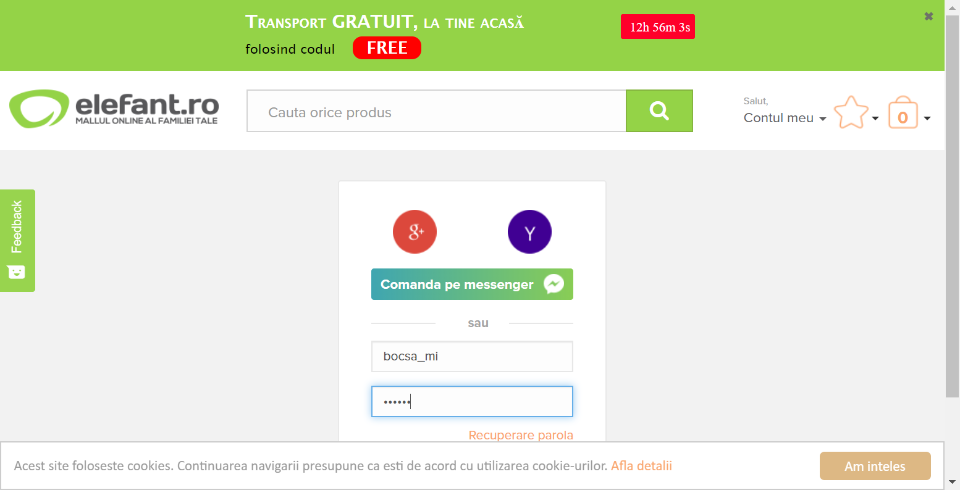 TRANSPORT GRATUIT, LA TINE ACASĂ
12h 56m 3s
folosind codul FREE
elefant.ro
MALLUL ONLINE AL FAMILIEI TALE
Cauta orice produs
Salut,
Contul meu
0
Feedback
g+
Y
Comanda pe messenger
sau
bocsa_mi
••••••
Recuperare parola
Acest site foloseste cookies. Continuarea navigarii presupune ca esti de acord cu utilizarea cookie-urilor. Afla detalii
Am inteles